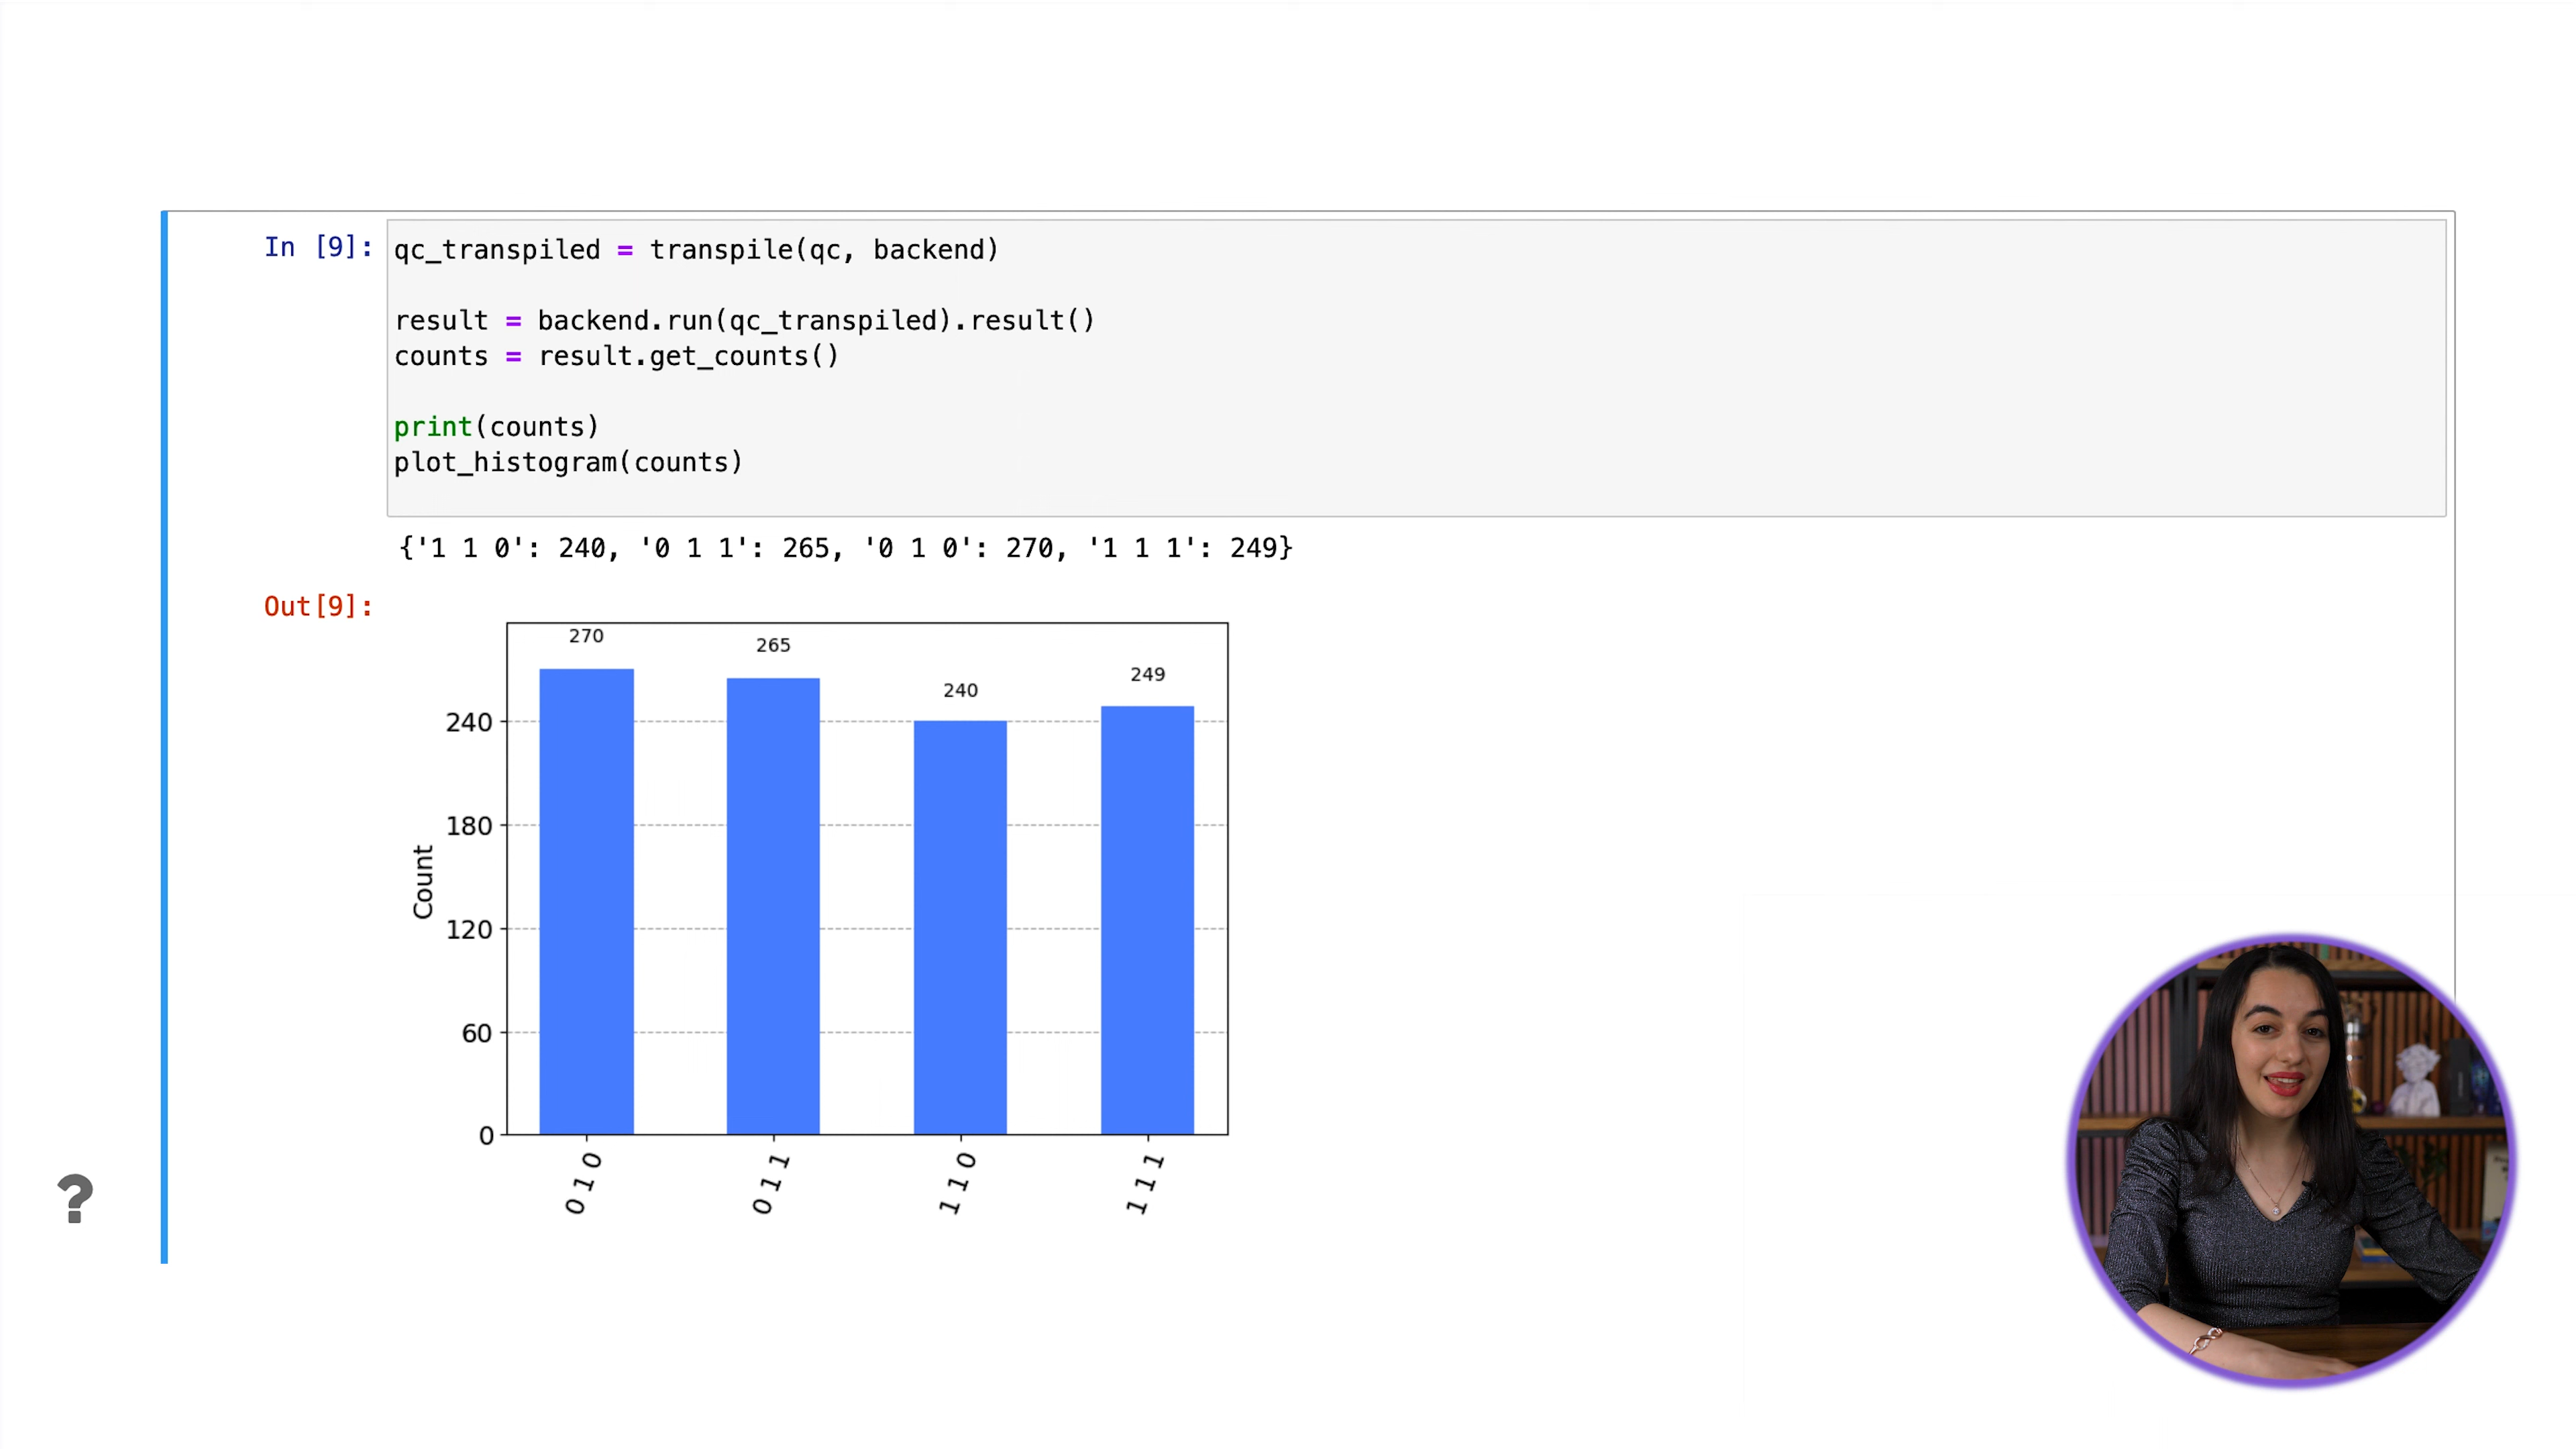 In [9]:
qc_transpiled = transpile(qc, backend)
result = backend.run(qc_transpiled).result()
counts = result.get_counts()
print(counts)
plot_histogram(counts)
{'1 1 0': 240, '0 1 1': 265, '0 1 0': 270, '1 1 1': 249}
Out[9]:
270
265
240
249
Count
240
180
120
60
0
0 1 0
0 1 1
1 1 0
1 1 1
?